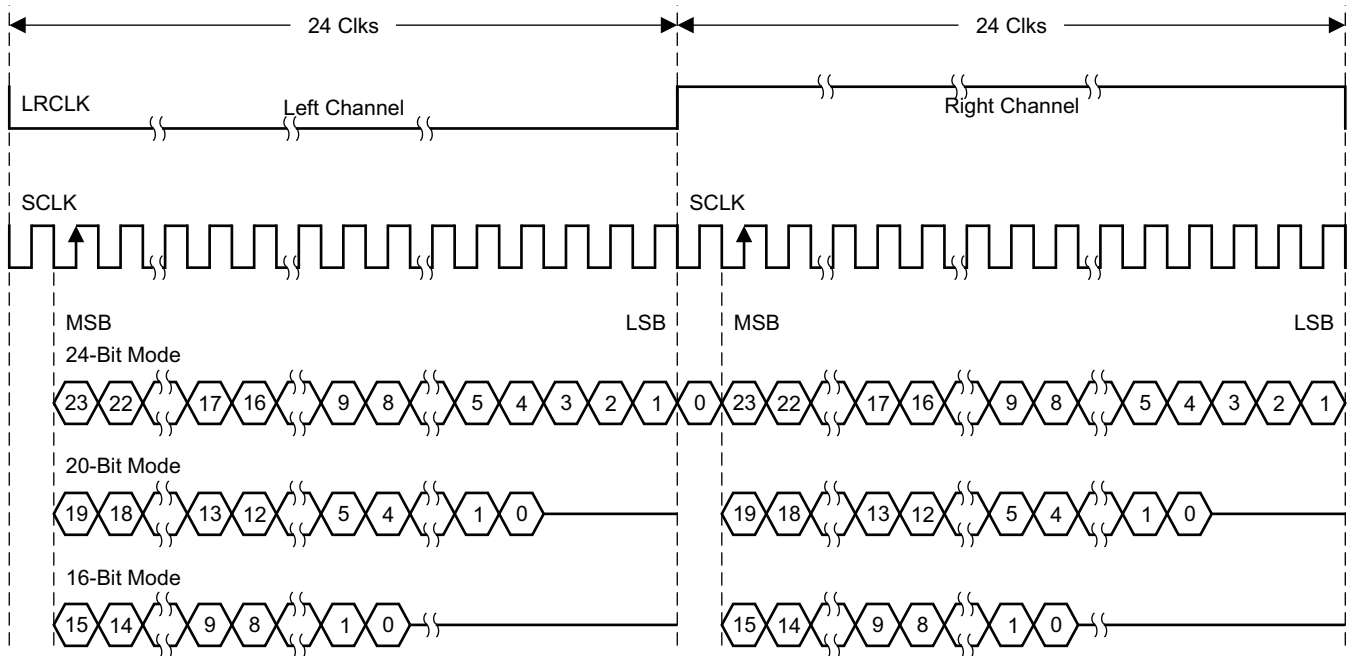 24 Clks 24 Clks
LRCLK Left Channel Right Channel
SCLK SCLK
MSB LSB MSB LSB
24-Bit Mode
23 22 17 16 9 8 5 4 3 2 1 0 23 22 17 16 9 8 5 4 3 2 1
20-Bit Mode
19 18 13 12 5 4 1 0 19 18 13 12 5 4 1 0
16-Bit Mode
15 14 9 8 1 0 15 14 9 8 1 0